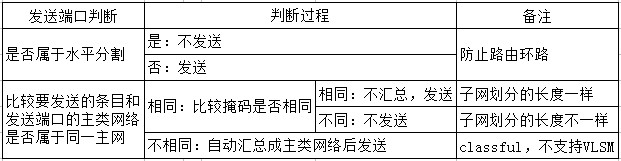 发送端口判断 判断过程 备注
是否属于水平分割 是：不发送 防止路由环路
否：发送
比较要发送的条目和
发送端口的主类网络
是否属于同一主网
相同：比较掩码是否相同 相同：不汇总，发送 子网划分的长度一样
不同：不发送 子网划分的长度不一样
不相同：自动汇总成主类网络后发送 classful，不支持VLSM